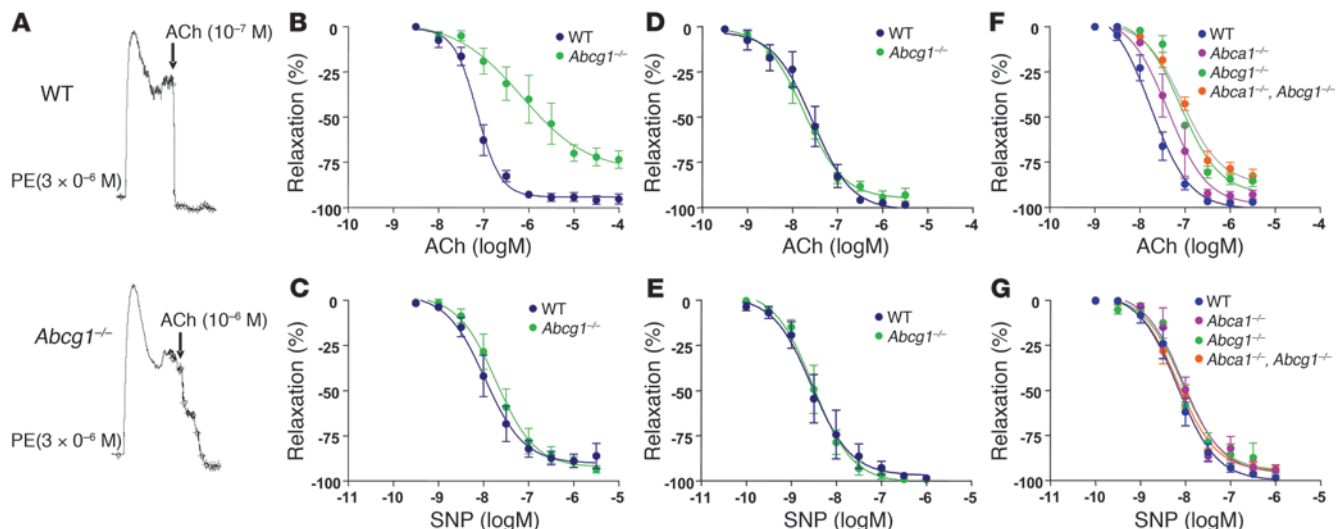 A
ACh (10⁻⁷ M)
WT
PE(3 × 0⁻⁶ M)
Abcg1⁻/⁻
ACh (10⁻⁶ M)
PE(3 × 0⁻⁶ M)
B
WT
Abcg1⁻/⁻
Relaxation (%)
0
-25
-50
-75
-100
-10 -9 -8 -7 -6 -5 -4
ACh (logM)
C
WT
Abcg1⁻/⁻
Relaxation (%)
0
-25
-50
-75
-100
-10 -9 -8 -7 -6 -5
SNP (logM)
D
WT
Abcg1⁻/⁻
Relaxation (%)
0
-25
-50
-75
-100
-10 -9 -8 -7 -6 -5 -4
ACh (logM)
E
WT
Abcg1⁻/⁻
Relaxation (%)
0
-25
-50
-75
-100
-11 -10 -9 -8 -7 -6 -5
SNP (logM)
F
WT
Abca1⁻/⁻
Abcg1⁻/⁻
Abca1⁻/⁻, Abcg1⁻/⁻
Relaxation (%)
0
-25
-50
-75
-100
-10 -9 -8 -7 -6 -5 -4
ACh (logM)
G
WT
Abca1⁻/⁻
Abcg1⁻/⁻
Abca1⁻/⁻, Abcg1⁻/⁻
Relaxation (%)
0
-25
-50
-75
-100
-11 -10 -9 -8 -7 -6 -5
SNP (logM)